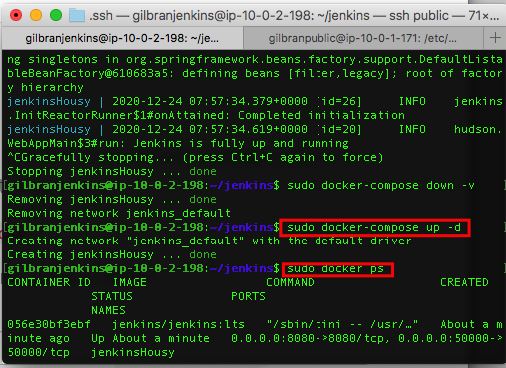 .ssh — gilbranjenkins@ip-10-0-2-198: ~/jenkins — ssh public — 71×...
gilbranjenkins@ip-10-0-2-198: ~/je...
gilbranpublic@ip-10-0-1-171: /etc/...
ng singletons in org.springframework.beans.factory.support.DefaultLista
bleBeanFactory@610683a5: defining beans [filter,legacy]; root of factor
y hierarchy
jenkinsHousy | 2020-12-24 07:57:34.379+0000 [id=26] INFO jenkins
.InitReactorRunner$1#onAttained: Completed initialization
jenkinsHousy | 2020-12-24 07:57:34.619+0000 [id=20] INFO hudson.
WebAppMain$3#run: Jenkins is fully up and running
^CGracefully stopping... (press Ctrl+C again to force)
Stopping jenkinsHousy ... done
[gilbranjenkins@ip-10-0-2-198:~/jenkins$ sudo docker-compose down -v
Removing jenkinsHousy ... done
Removing network jenkins_default
[gilbranjenkins@ip-10-0-2-198:~/jenkins$ sudo docker-compose up -d ]
Creating network "jenkins_default" with the default driver
Creating jenkinsHousy ... done
[gilbranjenkins@ip-10-0-2-198:~/jenkins$ sudo docker ps ]
CONTAINER ID IMAGE COMMAND CREATED
STATUS PORTS
NAMES
056e30bf3ebf jenkins/jenkins:lts "/sbin/tini -- /usr/…" About a m
inute ago Up About a minute 0.0.0.0:8080->8080/tcp, 0.0.0.0:50000->
50000/tcp jenkinsHousy